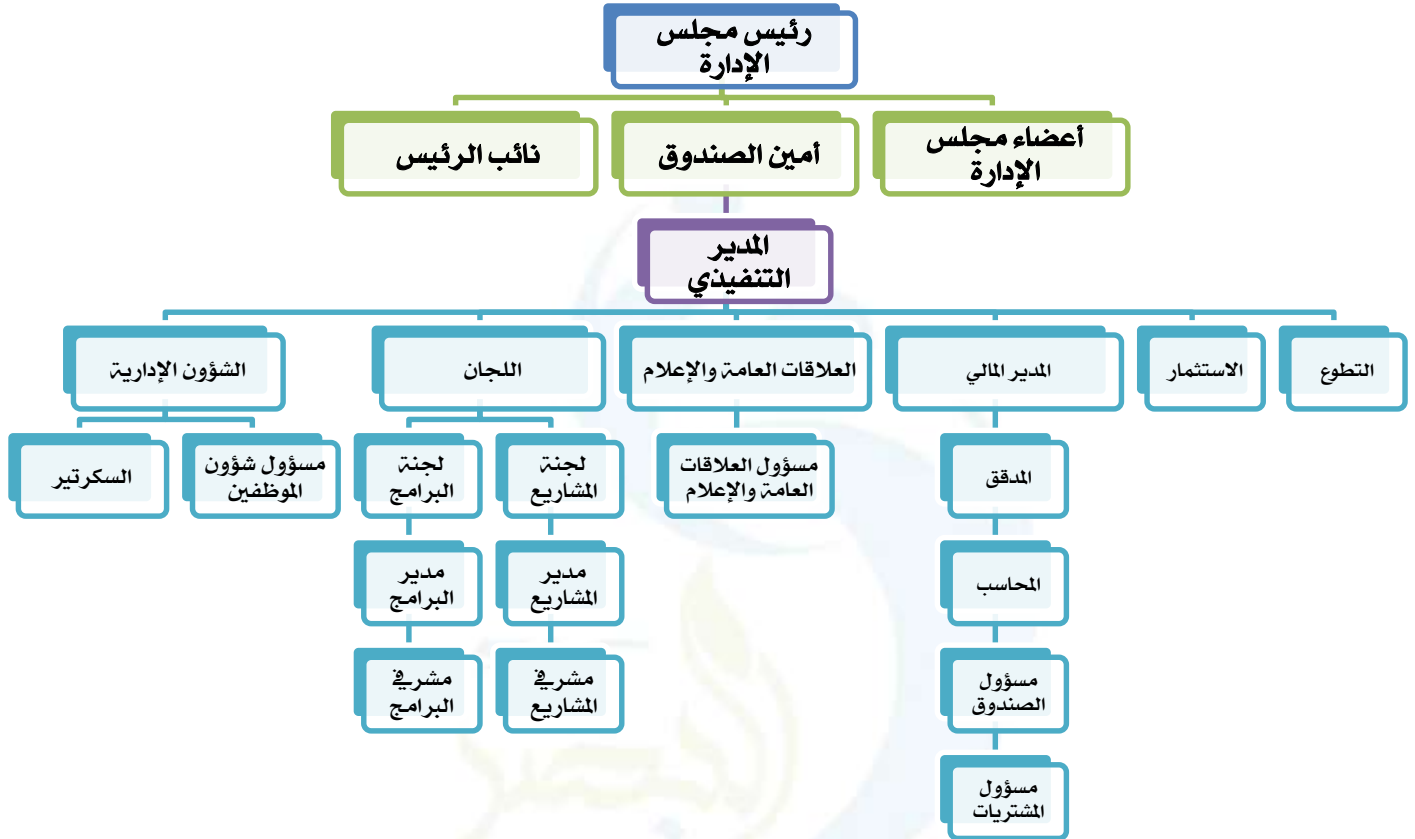 رئيس مجلس
الإدارة
أعضاء مجلس
الإدارة
أمين الصندوق
نائب الرئيس
المدير
التنفيذي
التطوع
الاستثمار
المدير المالي
العلاقات العامة والإعلام
اللجان
الشؤون الإدارية
المدقق
مسؤول العلاقات
العامة والإعلام
لجنة
المشاريع
لجنة
البرامج
مسؤول شؤون
الموظفين
السكرتير
المحاسب
مدير
المشاريع
مدير
البرامج
مسؤول
الصندوق
مشرفي
المشاريع
مشرفي
البرامج
مسؤول
المشتريات